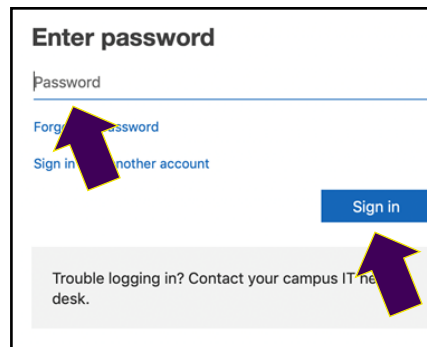 Enter password
Password
Forg ssword
Sign in nother account
Sign in
Trouble logging in? Contact your campus IT he
desk.